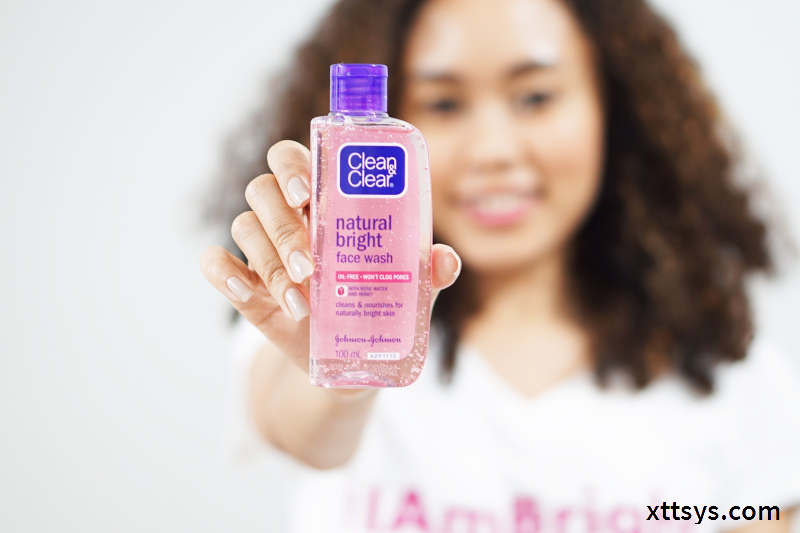 Clean &
Clear®
natural
bright
face wash
OIL-FREE • WON'T CLOG PORES
WITH ROSE WATER
AND HONEY
cleans & nourishes for
naturally bright skin
Johnson & Johnson
100 mL
AmBrigh
xttsys.com